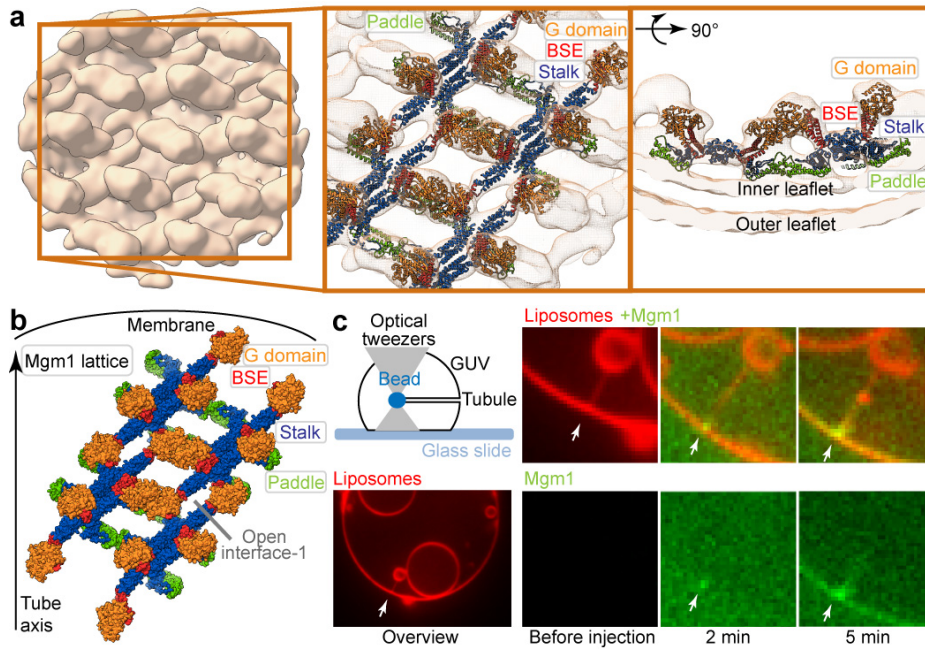 a
Paddle
G domain
BSE
Stalk
90°
G domain
BSE
Stalk
Paddle
Inner leaflet
Outer leaflet
b
Membrane
Mgm1 lattice
G domain
BSE
Stalk
Paddle
Open
interface-1
Tube
axis
c
Optical
tweezers
GUV
Bead
Tubule
Glass slide
Liposomes +Mgm1
Liposomes
Mgm1
Overview
Before injection
2 min
5 min